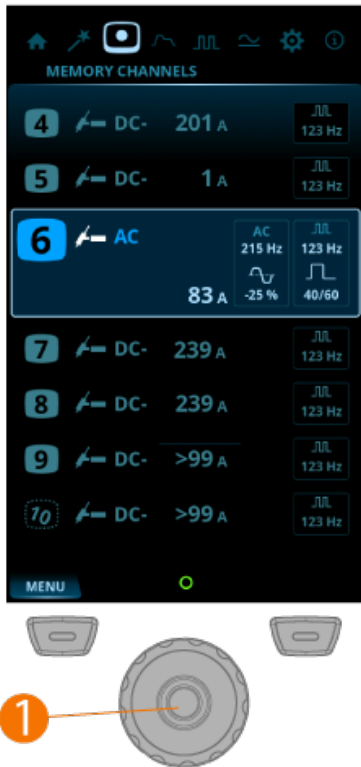 MEMORY CHANNELS
4 DC- 201 A 123 Hz
5 DC- 1 A 123 Hz
6 AC AC 215 Hz 123 Hz
83 A -25 % 40/60
7 DC- 239 A 123 Hz
8 DC- 239 A 123 Hz
9 DC- >99 A 123 Hz
10 DC- >99 A 123 Hz
MENU
1